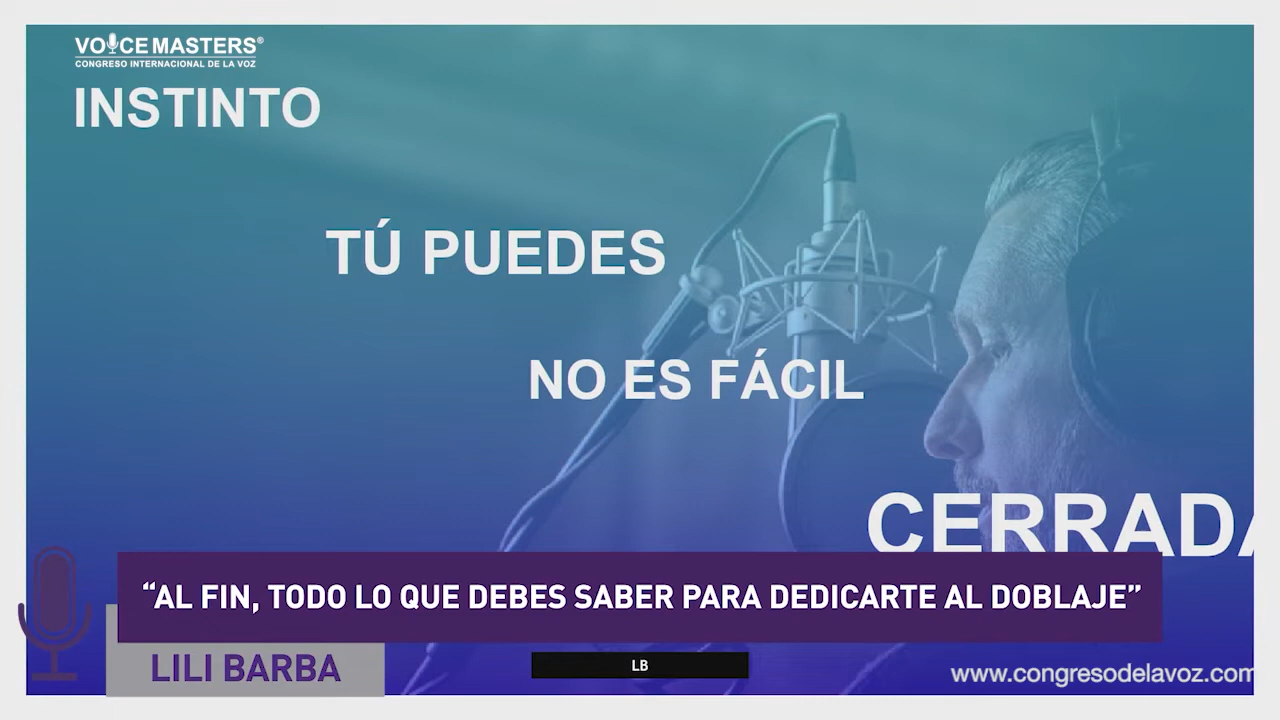 VOICE MASTERS®
CONGRESO INTERNACIONAL DE LA VOZ
INSTINTO
TÚ PUEDES
NO ES FÁCIL
CERRADA
“AL FIN, TODO LO QUE DEBES SABER PARA DEDICARTE AL DOBLAJE”
LILI BARBA
LB
www.congresodelavoz.com